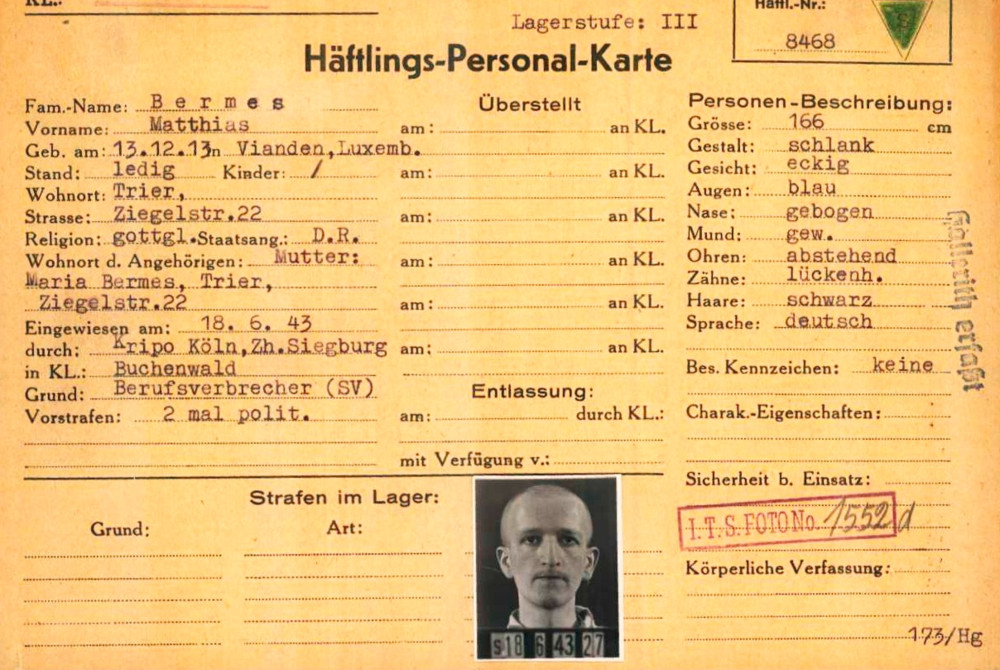 KL.:
Häftl.-Nr.:
8468
Lagerstufe: III
Häftlings-Personal-Karte
Fam.-Name: Bermes
Vorname: Matthias
Geb. am: 13.12.13 in Vianden,Luxemb.
Stand: ledig Kinder: /
Wohnort: Trier,
Strasse: Ziegelstr.22
Religion: gottgl. Staatsang.: D.R.
Wohnort d. Angehörigen: Mutter:
Maria Bermes, Trier,
Ziegelstr.22
Eingewiesen am: 18. 6. 43
durch: Kripo Köln,Zh.Siegburg
in KL.: Buchenwald
Grund: Berufsverbrecher (SV)
Vorstrafen: 2 mal polit.
Überstellt
am: an KL.
am: an KL.
am: an KL.
am: an KL.
am: an KL.
am: an KL.
Entlassung:
am: durch KL.:
mit Verfügung v.:
Personen-Beschreibung:
Grösse: 166 cm
Gestalt: schlank
Gesicht: eckig
Augen: blau
Nase: gebogen
Mund: gew.
Ohren: abstehend
Zähne: lückenh.
Haare: schwarz
Sprache: deutsch
Bes. Kennzeichen: keine
Charak.-Eigenschaften:
Sicherheit b. Einsatz:
I.T.S. FOTO No. 1552 d
Körperliche Verfassung:
173/Hg
Hollerith erfaßt
Strafen im Lager:
Grund: Art:
S 18 6 43 27